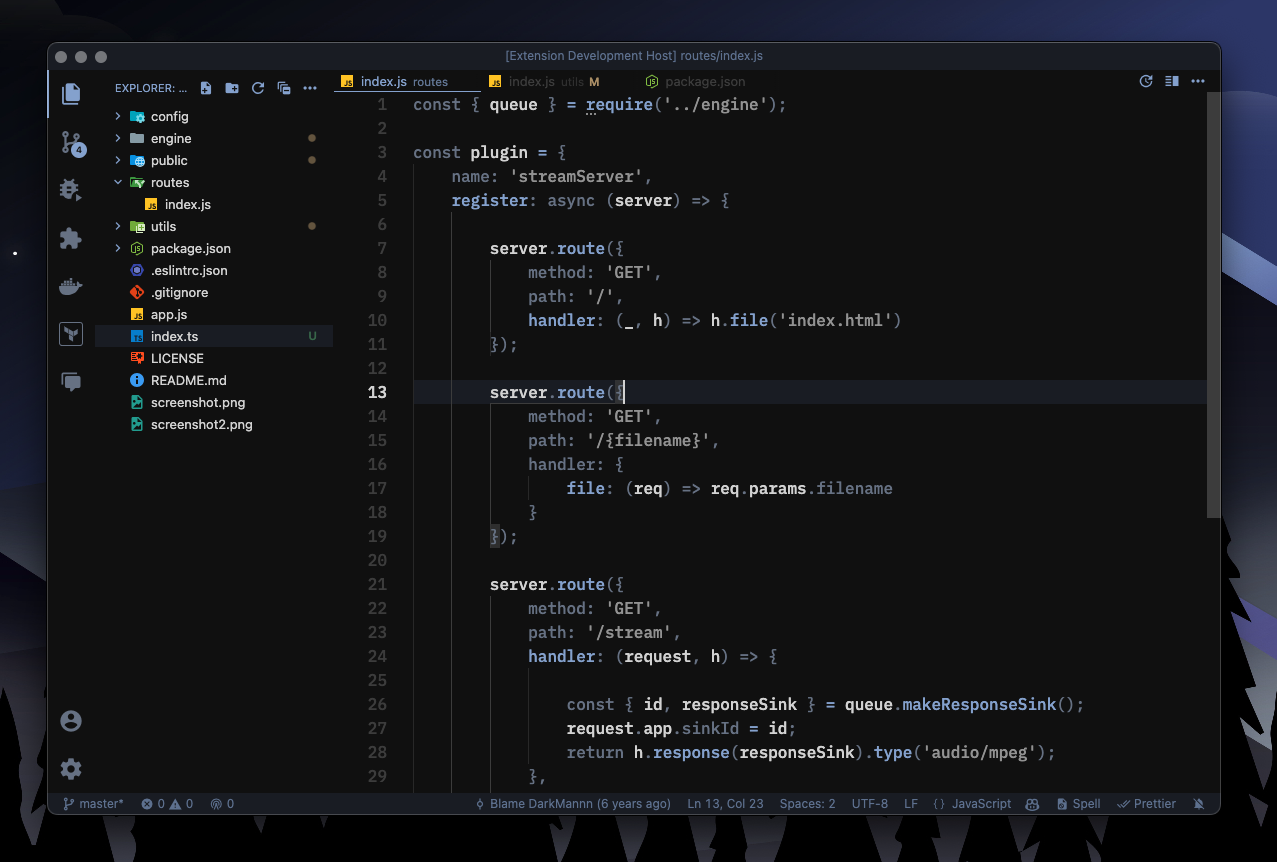 [Extension Development Host] routes/index.js
EXPLORER: ...
index.js routes
index.js utils M
package.json
4
config
engine
public
routes
index.js
utils
package.json
.eslintrc.json
.gitignore
app.js
index.ts U
LICENSE
README.md
screenshot.png
screenshot2.png
1 const { queue } = require('../engine');
2
3 const plugin = {
4 name: 'streamServer',
5 register: async (server) => {
6
7 server.route({
8 method: 'GET',
9 path: '/',
10 handler: (_, h) => h.file('index.html')
11 });
12
13 server.route({
14 method: 'GET',
15 path: '/{filename}',
16 handler: {
17 file: (req) => req.params.filename
18 }
19 });
20
21 server.route({
22 method: 'GET',
23 path: '/stream',
24 handler: (request, h) => {
25
26 const { id, responseSink } = queue.makeResponseSink();
27 request.app.sinkId = id;
28 return h.response(responseSink).type('audio/mpeg');
29 },
master* 0 0 0 Blame DarkMannn (6 years ago) Ln 13, Col 23 Spaces: 2 UTF-8 LF {} JavaScript Spell Prettier